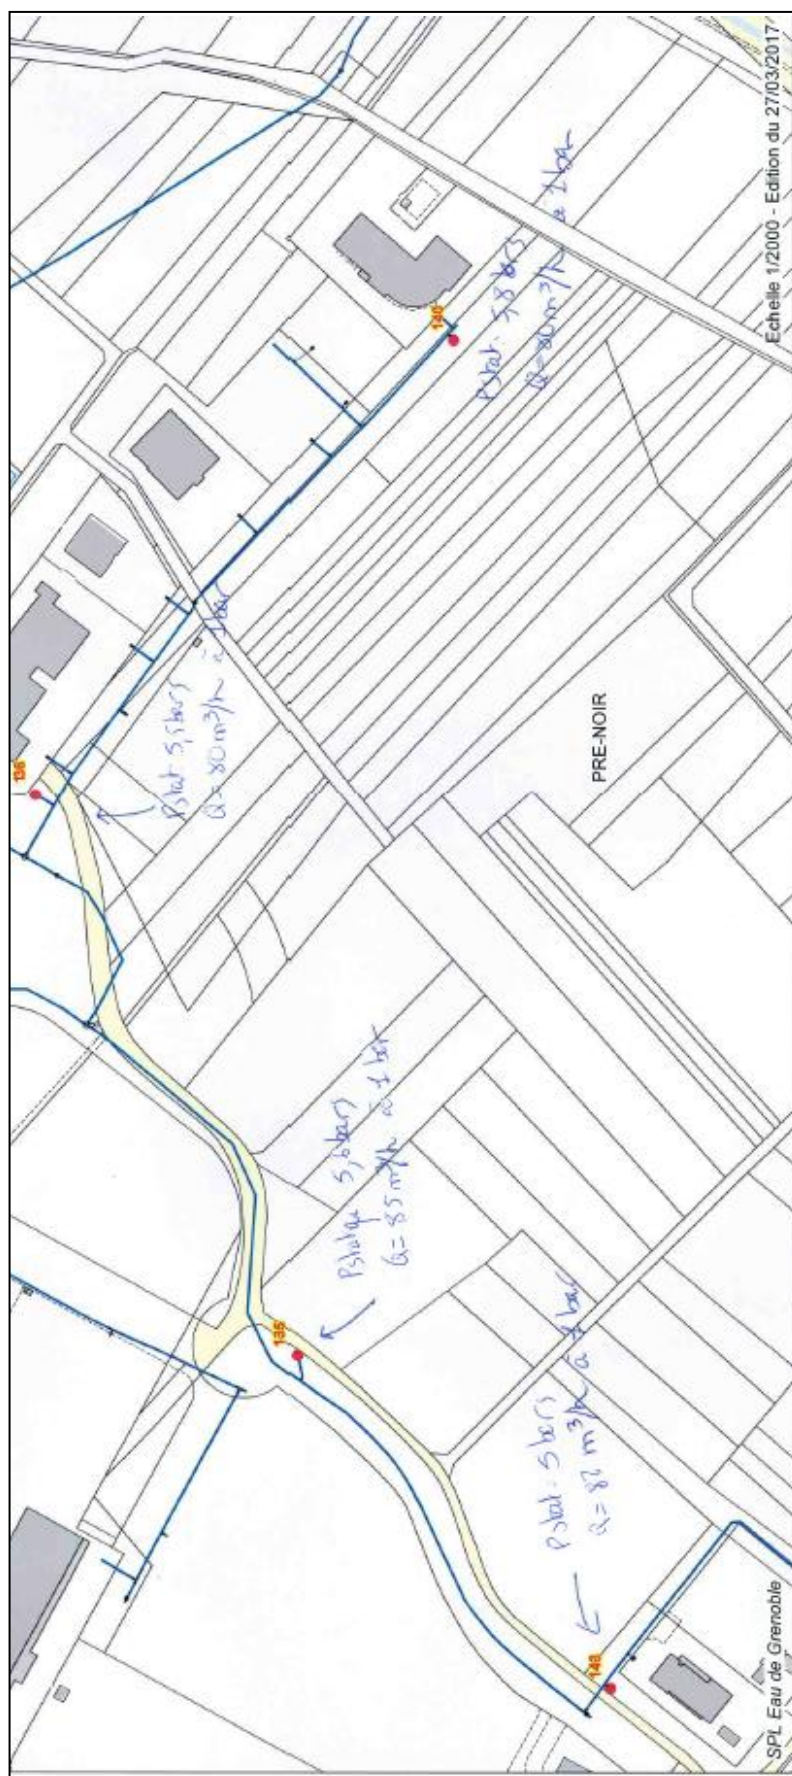 140
Pstat: 5,8 bars
Q=80 m³/h à 1 bar
136
Pstat 5,5 bars
Q=80 m³/h à 1 bar
PRE-NOIR
135
Pstatique 5,6 bars
Q=85 m³/h à 1 bar
Pstat: 5 bars
Q=82 m³/h à 1 bar
148
SPL Eau de Grenoble
Echelle 1/2000 - Edition du 27/03/2017